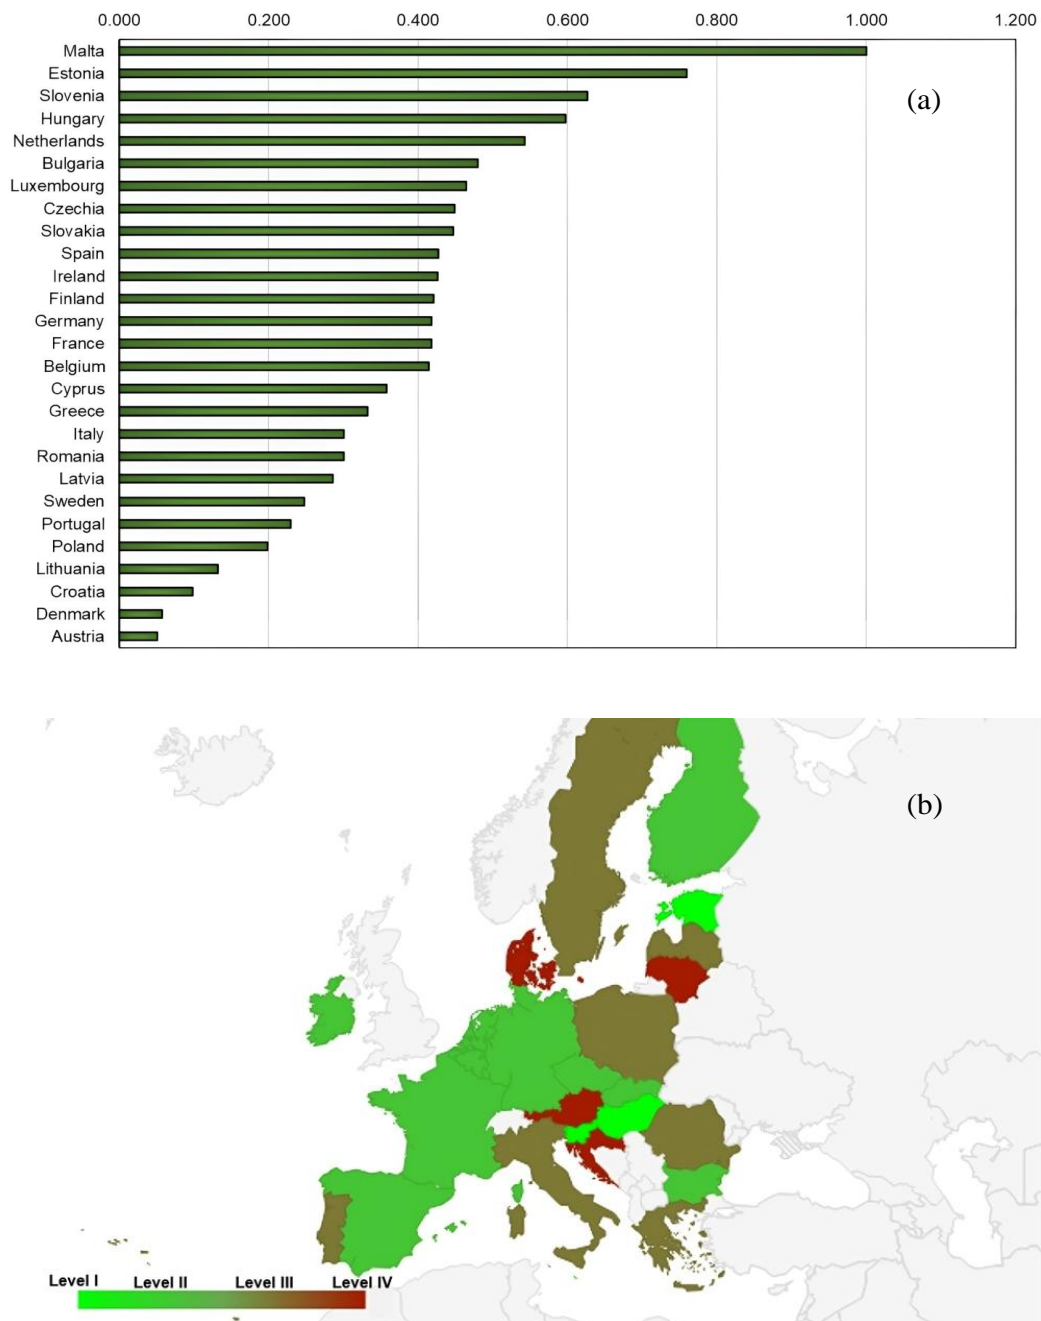 0.000 0.200 0.400 0.600 0.800 1.000 1.200
Malta
Estonia
Slovenia
(a)
Hungary
Netherlands
Bulgaria
Luxembourg
Czechia
Slovakia
Spain
Ireland
Finland
Germany
France
Belgium
Cyprus
Greece
Italy
Romania
Latvia
Sweden
Portugal
Poland
Lithuania
Croatia
Denmark
Austria
(b)
Level I Level II Level III Level IV